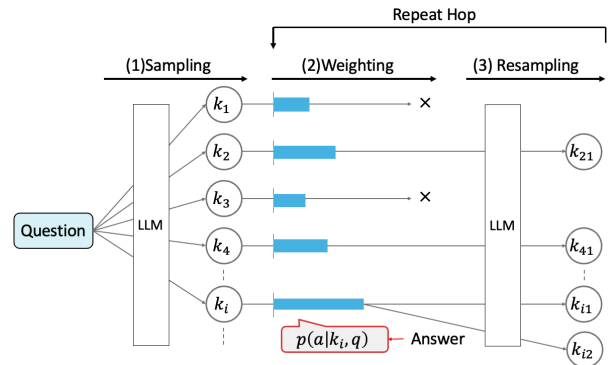 Repeat Hop
(1)Sampling
(2)Weighting
(3) Resampling
k₁
×
k₂
k₂₁
k₃
×
Question
LLM
LLM
k₄
k₄₁
kᵢ
kᵢ₁
p(a|kᵢ, q)
Answer
kᵢ₂